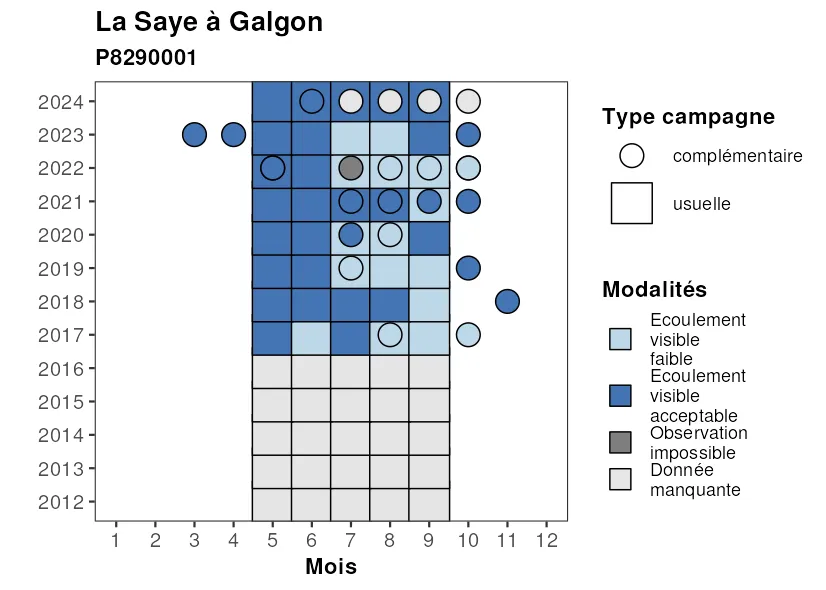 La Saye à Galgon
P8290001
2024
2023
2022
2021
2020
2019
2018
2017
2016
2015
2014
2013
2012
1 2 3 4 5 6 7 8 9 10 11 12
Mois
Type campagne
complémentaire
usuelle
Modalités
Ecoulement
visible
faible
Ecoulement
visible
acceptable
Observation
impossible
Donnée
manquante